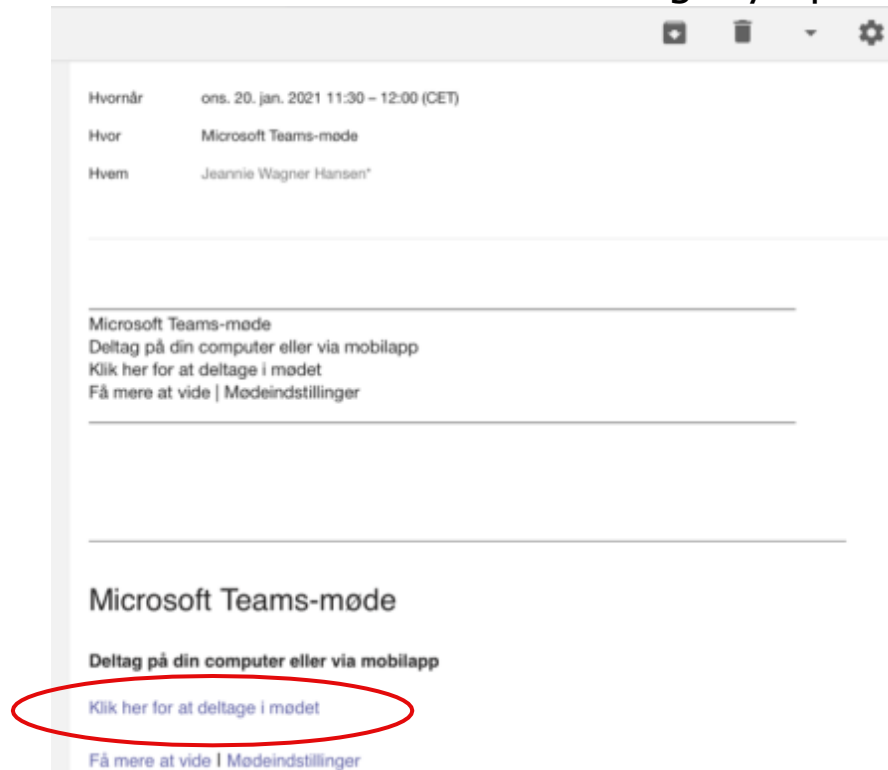 Hvornår ons. 20. jan. 2021 11:30 – 12:00 (CET)
Hvor Microsoft Teams-møde
Hvem Jeannie Wagner Hansen*
Microsoft Teams-møde
Deltag på din computer eller via mobilapp
Klik her for at deltage i mødet
Få mere at vide | Mødeindstillinger
Microsoft Teams-møde
Deltag på din computer eller via mobilapp
Klik her for at deltage i mødet
Få mere at vide | Mødeindstillinger